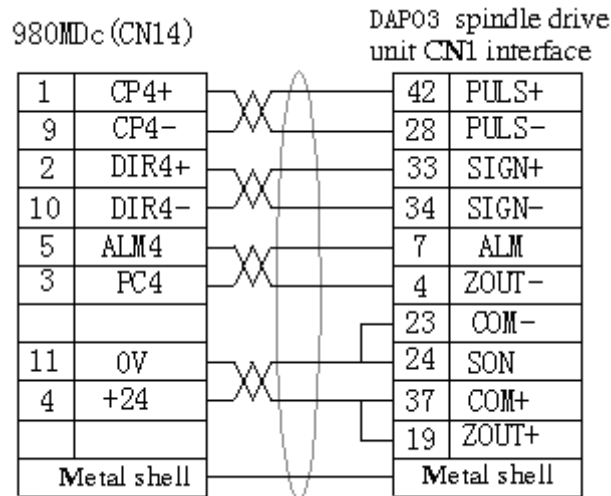 980MDc(CN14)
DAP03 spindle drive
unit CN1 interface
1 CP4+ 42 PULS+
9 CP4- 28 PULS-
2 DIR4+ 33 SIGN+
10 DIR4- 34 SIGN-
5 ALM4 7 ALM
3 PC4 4 ZOUT-
23 COM-
11 0V 24 SON
4 +24 37 COM+
19 ZOUT+
Metal shell Metal shell